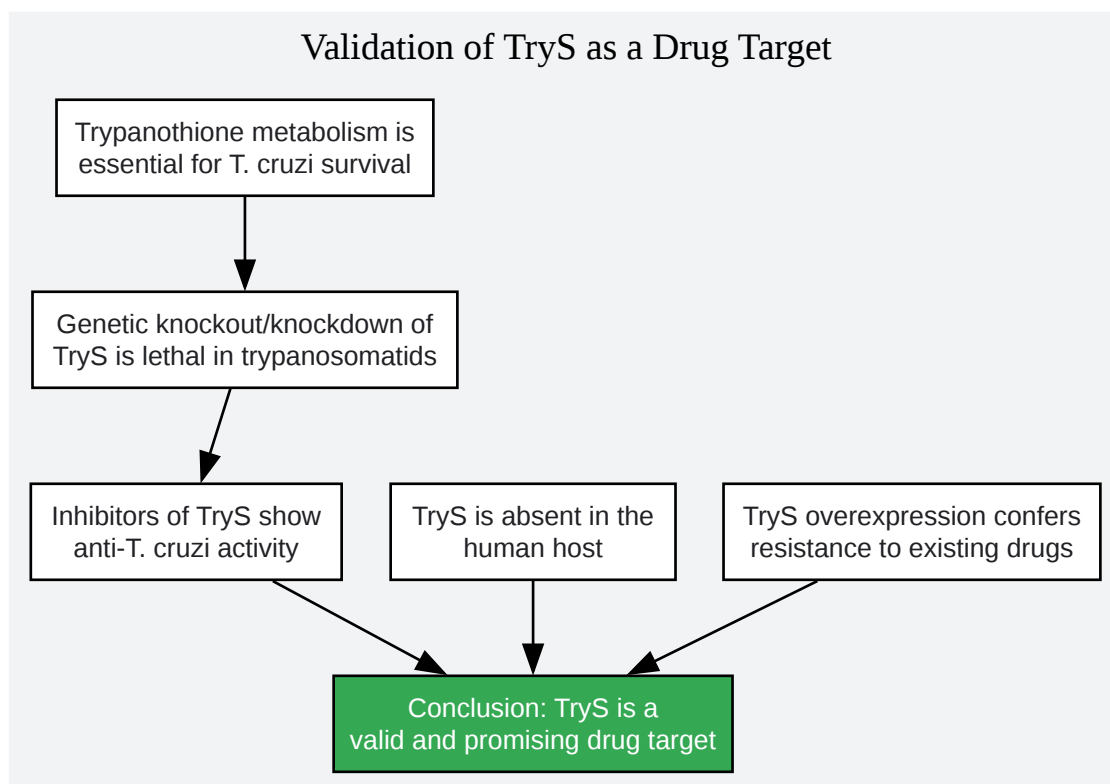 Validation of TryS as a Drug Target
Trypanothione metabolism is
essential for T. cruzi survival
Genetic knockout/knockdown of
TryS is lethal in trypanosomatids
Inhibitors of TryS show
anti-T. cruzi activity
TryS is absent in the
human host
TryS overexpression confers
resistance to existing drugs
Conclusion: TryS is a
valid and promising drug target